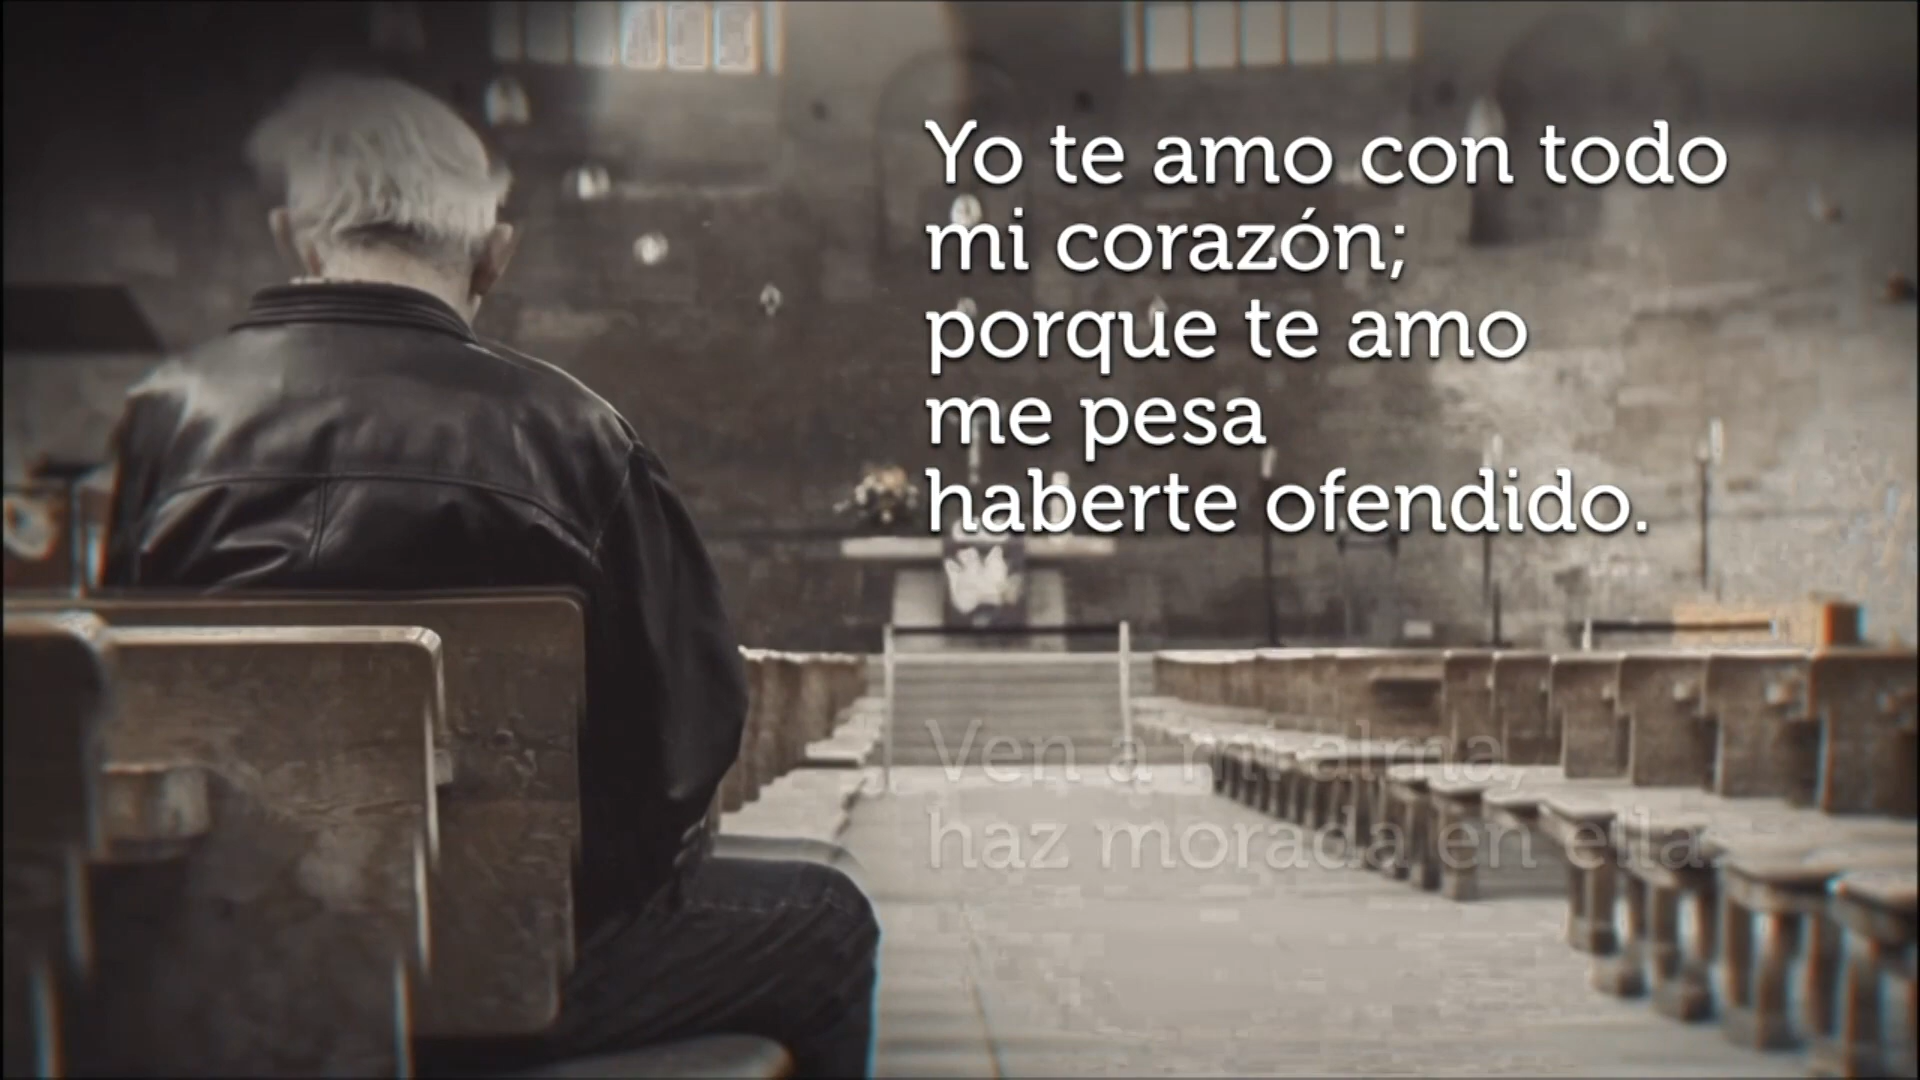 Yo te amo con todo
mi corazón;
porque te amo
me pesa
haberte ofendido.
Ven a mi alma,
haz morada en ella.